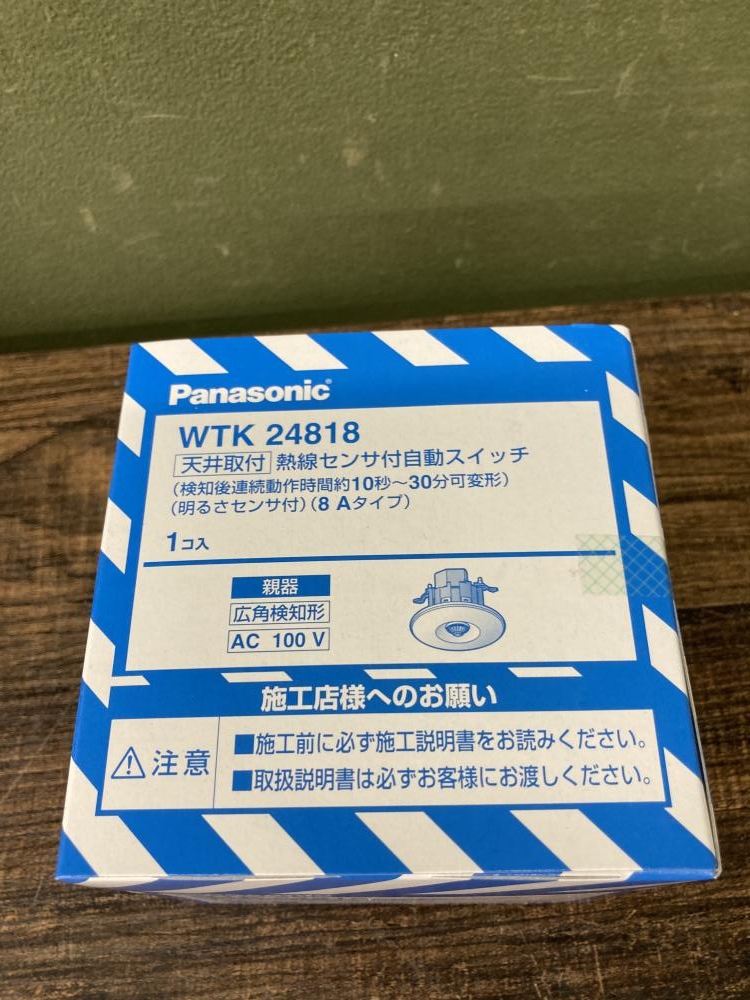 Panasonic®
WTK 24818
天井取付 熱線センサ付自動スイッチ
(検知後連続動作時間約10秒〜30分可変形)
(明るさセンサ付)(8 Aタイプ)
1コ入
親器
広角検知形
AC 100 V
施工店様へのお願い
注意
■施工前に必ず施工説明書をお読みください。
■取扱説明書は必ずお客様にお渡しください。